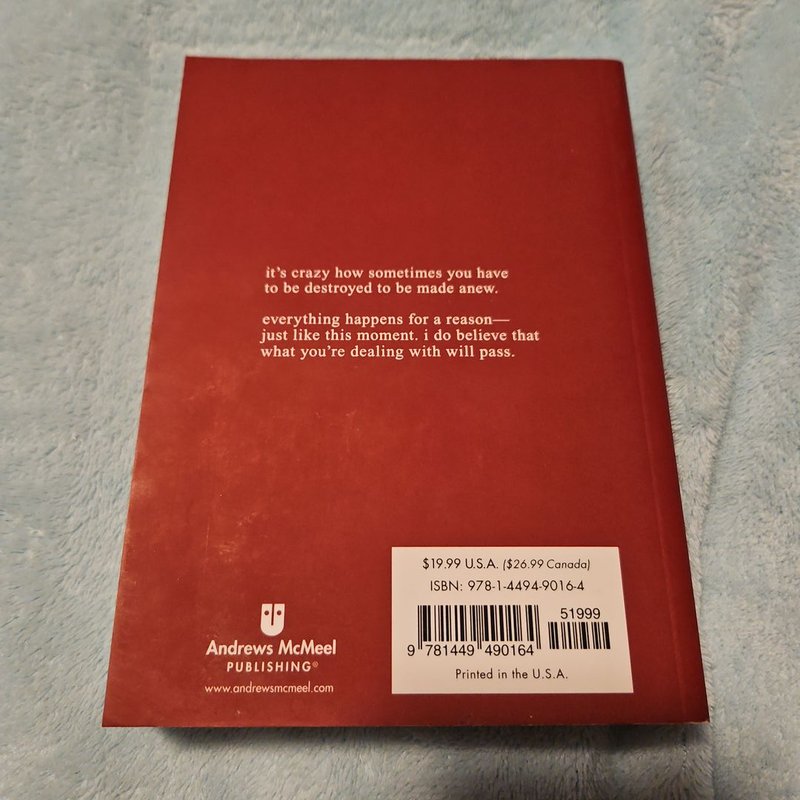 it's crazy how sometimes you have
to be destroyed to be made anew.
everything happens for a reason—
just like this moment. i do believe that
what you're dealing with will pass.
$19.99 U.S.A. ($26.99 Canada)
ISBN: 978-1-4494-9016-4
51999
9 781449 490164
Printed in the U.S.A.
Andrews McMeel
PUBLISHING®
www.andrewsmcmeel.com